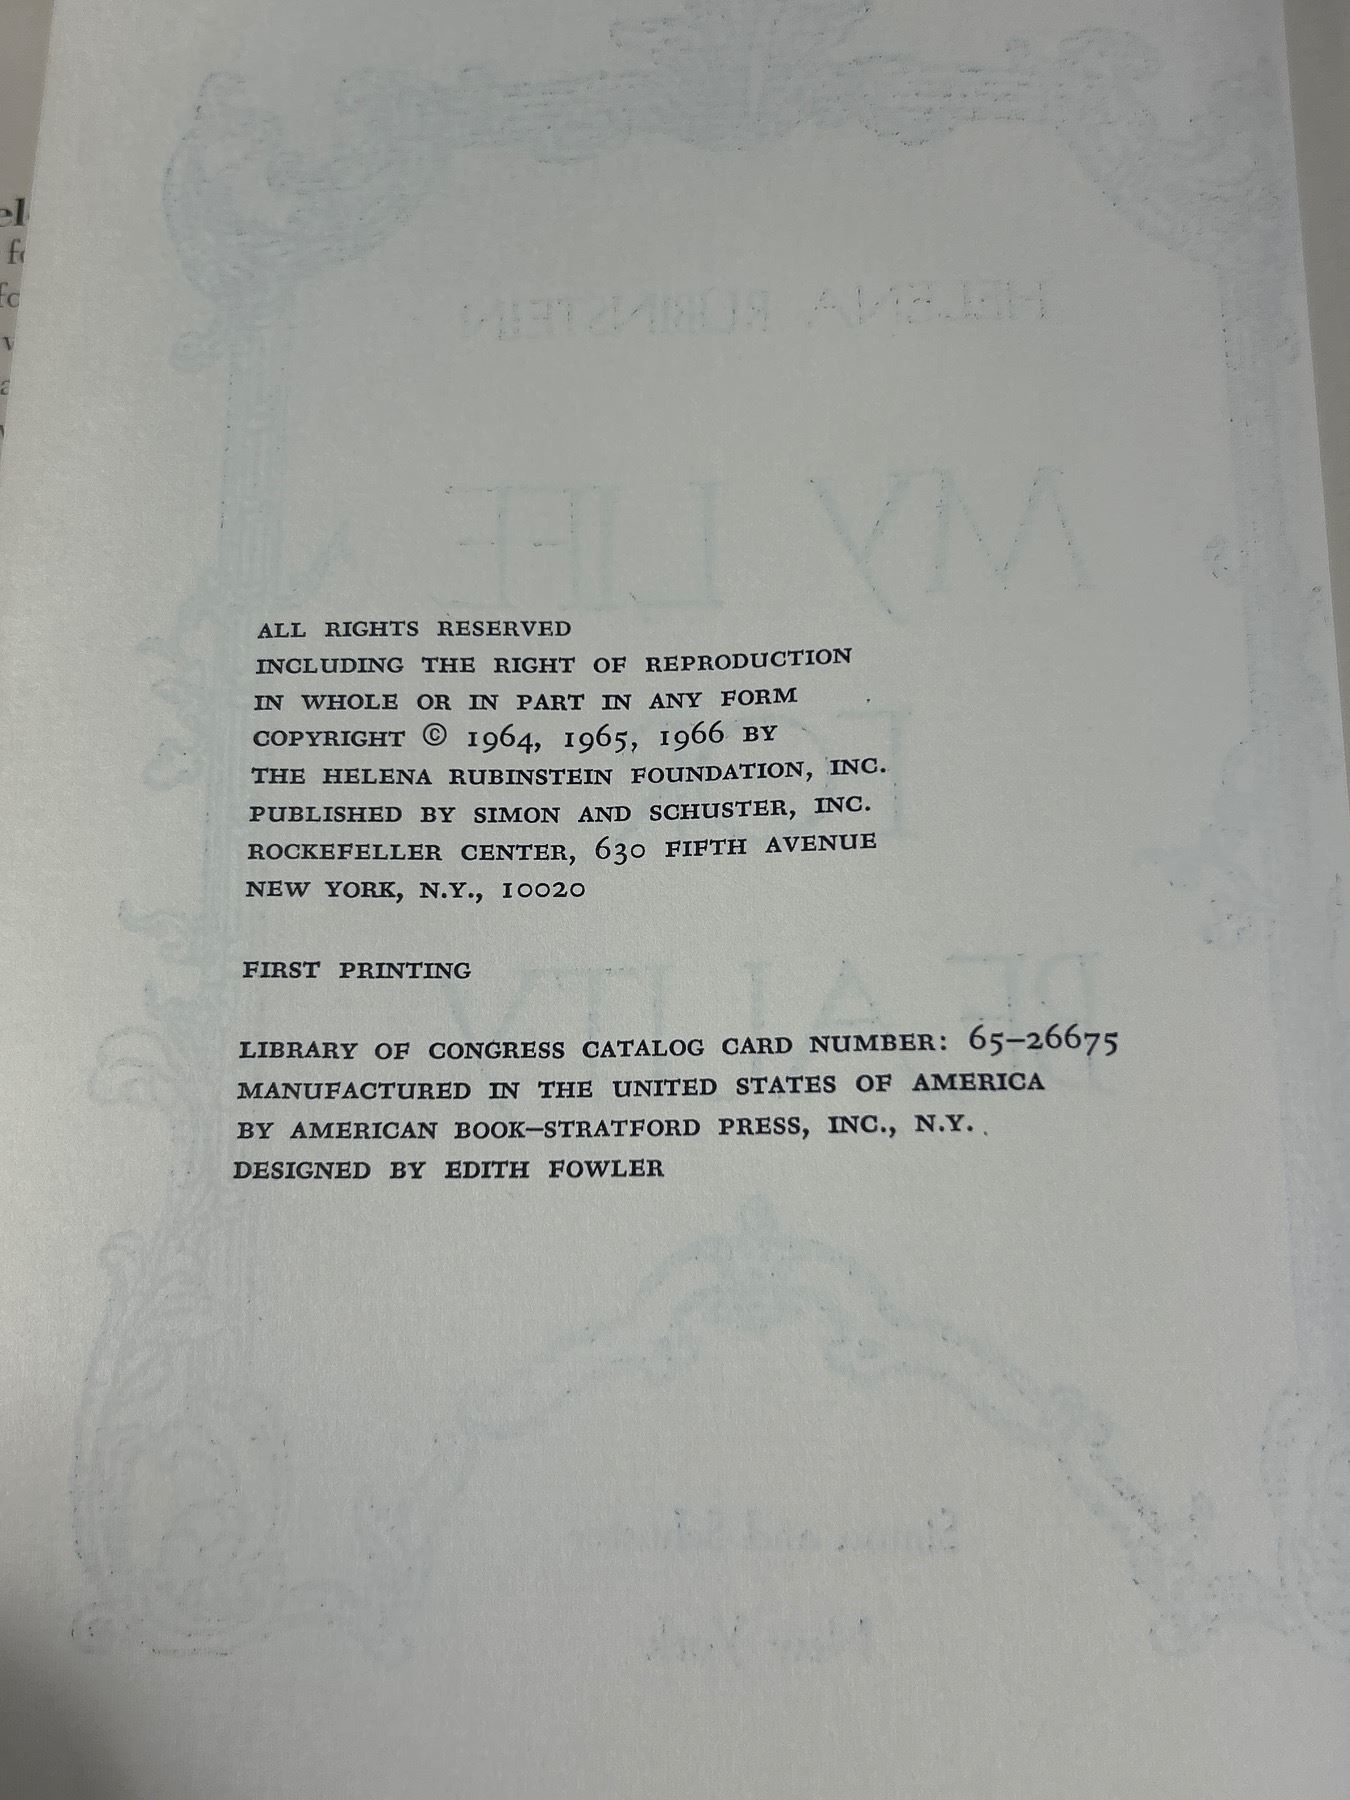 ALL RIGHTS RESERVED
INCLUDING THE RIGHT OF REPRODUCTION
IN WHOLE OR IN PART IN ANY FORM
COPYRIGHT © 1964, 1965, 1966 BY
THE HELENA RUBINSTEIN FOUNDATION, INC.
PUBLISHED BY SIMON AND SCHUSTER, INC.
ROCKEFELLER CENTER, 630 FIFTH AVENUE
NEW YORK, N.Y., 10020
FIRST PRINTING
LIBRARY OF CONGRESS CATALOG CARD NUMBER: 65–26675
MANUFACTURED IN THE UNITED STATES OF AMERICA
BY AMERICAN BOOK–STRATFORD PRESS, INC., N.Y.
DESIGNED BY EDITH FOWLER